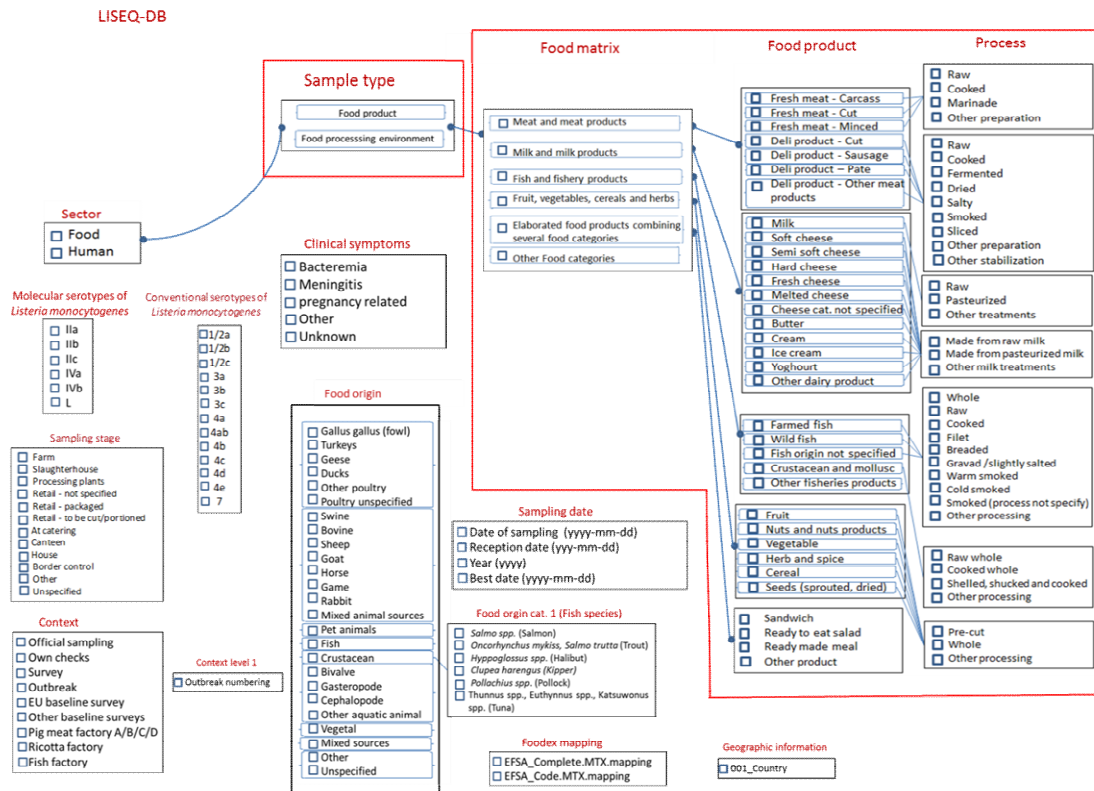 LISEQ-DB
Sample type
Food product
Food processsing environment
Sector
Food
Human
Food matrix
Meat and meat products
Milk and milk products
Fish and fishery products
Fruit, vegetables, cereals and herbs
Elaborated food products combining
several food categories
Other Food categories
Food product
Fresh meat - Carcass
Fresh meat - Cut
Fresh meat - Minced
Deli product - Cut
Deli product - Sausage
Deli product – Pate
Deli product - Other meat
products
Milk
Soft cheese
Semi soft cheese
Hard cheese
Fresh cheese
Melted cheese
Cheese cat. not specified
Butter
Cream
Ice cream
Yoghourt
Other dairy product
Farmed fish
Wild fish
Fish origin not specified
Crustacean and mollusc
Other fisheries products
Fruit
Nuts and nuts products
Vegetable
Herb and spice
Cereal
Seeds (sprouted, dried)
Sandwich
Ready to eat salad
Ready made meal
Other product
Process
Raw
Cooked
Marinade
Other preparation
Raw
Cooked
Fermented
Dried
Salty
Smoked
Sliced
Other preparation
Other stabilization
Raw
Pasteurized
Other treatments
Made from raw milk
Made from pasteurized milk
Other milk treatments
Whole
Raw
Cooked
Filet
Breaded
Gravad /slightly salted
Warm smoked
Cold smoked
Smoked (process not specify)
Other processing
Raw whole
Cooked whole
Shelled, shucked and cooked
Other processing
Pre-cut
Whole
Other processing
Clinical symptoms
Bacteremia
Meningitis
pregnancy related
Other
Unknown
Molecular serotypes of
Listeria monocytogenes
IIa
IIb
IIc
IVa
IVb
L
Conventional serotypes of
Listeria monocytogenes
1/2a
1/2b
1/2c
3a
3b
3c
4a
4ab
4b
4c
4d
4e
7
Sampling stage
Farm
Slaughterhouse
Processing plants
Retail - not specified
Retail - packaged
Retail - to be cut/portioned
At catering
Canteen
House
Border control
Other
Unspecified
Context
Official sampling
Own checks
Survey
Outbreak
EU baseline survey
Other baseline surveys
Pig meat factory A/B/C/D
Ricotta factory
Fish factory
Context level 1
Outbreak numbering
Food origin
Gallus gallus (fowl)
Turkeys
Geese
Ducks
Other poultry
Poultry unspecified
Swine
Bovine
Sheep
Goat
Horse
Game
Rabbit
Mixed animal sources
Pet animals
Fish
Crustacean
Bivalve
Gasteropode
Cephalopode
Other aquatic animal
Vegetal
Mixed sources
Other
Unspecified
Sampling date
Date of sampling (yyyy-mm-dd)
Reception date (yyy-mm-dd)
Year (yyyy)
Best date (yyyy-mm-dd)
Food orgin cat. 1 (Fish species)
Salmo spp. (Salmon)
Oncorhynchus mykiss, Salmo trutta (Trout)
Hyppoglossus spp. (Halibut)
Clupea harengus (Kipper)
Pollachius spp. (Pollock)
Thunnus spp., Euthynnus spp., Katsuwonus
spp. (Tuna)
Foodex mapping
EFSA_Complete.MTX.mapping
EFSA_Code.MTX.mapping
Geographic information
001_Country